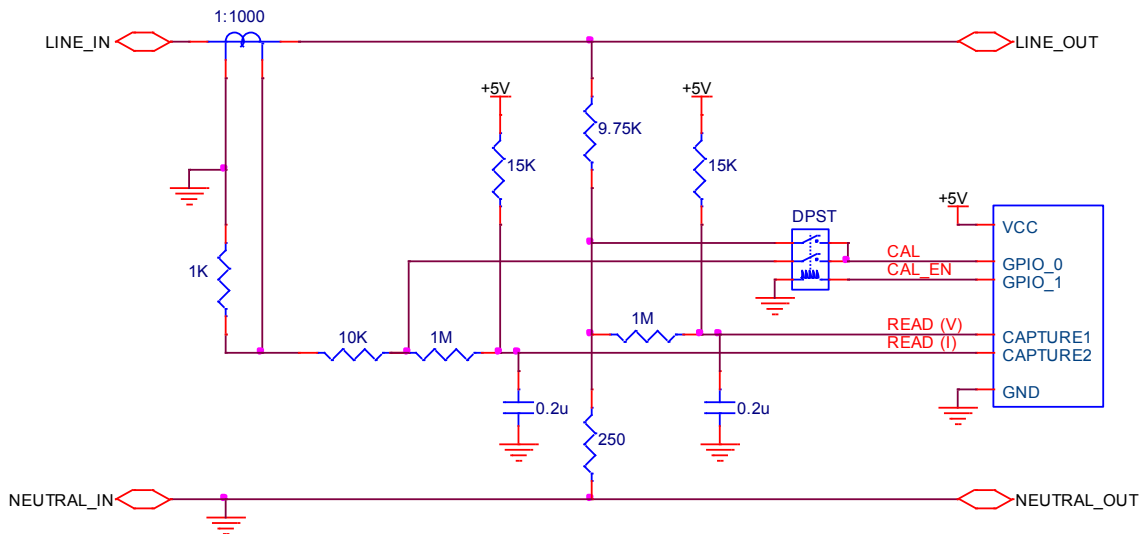 1:1000
LINE_IN
LINE_OUT
+5V
+5V
9.75K
15K
15K
+5V
DPST
VCC
CAL
GPIO_0
1K
CAL_EN
GPIO_1
1M
READ (V)
CAPTURE1
10K
1M
READ (I)
CAPTURE2
GND
0.2u
0.2u
250
NEUTRAL_IN
NEUTRAL_OUT